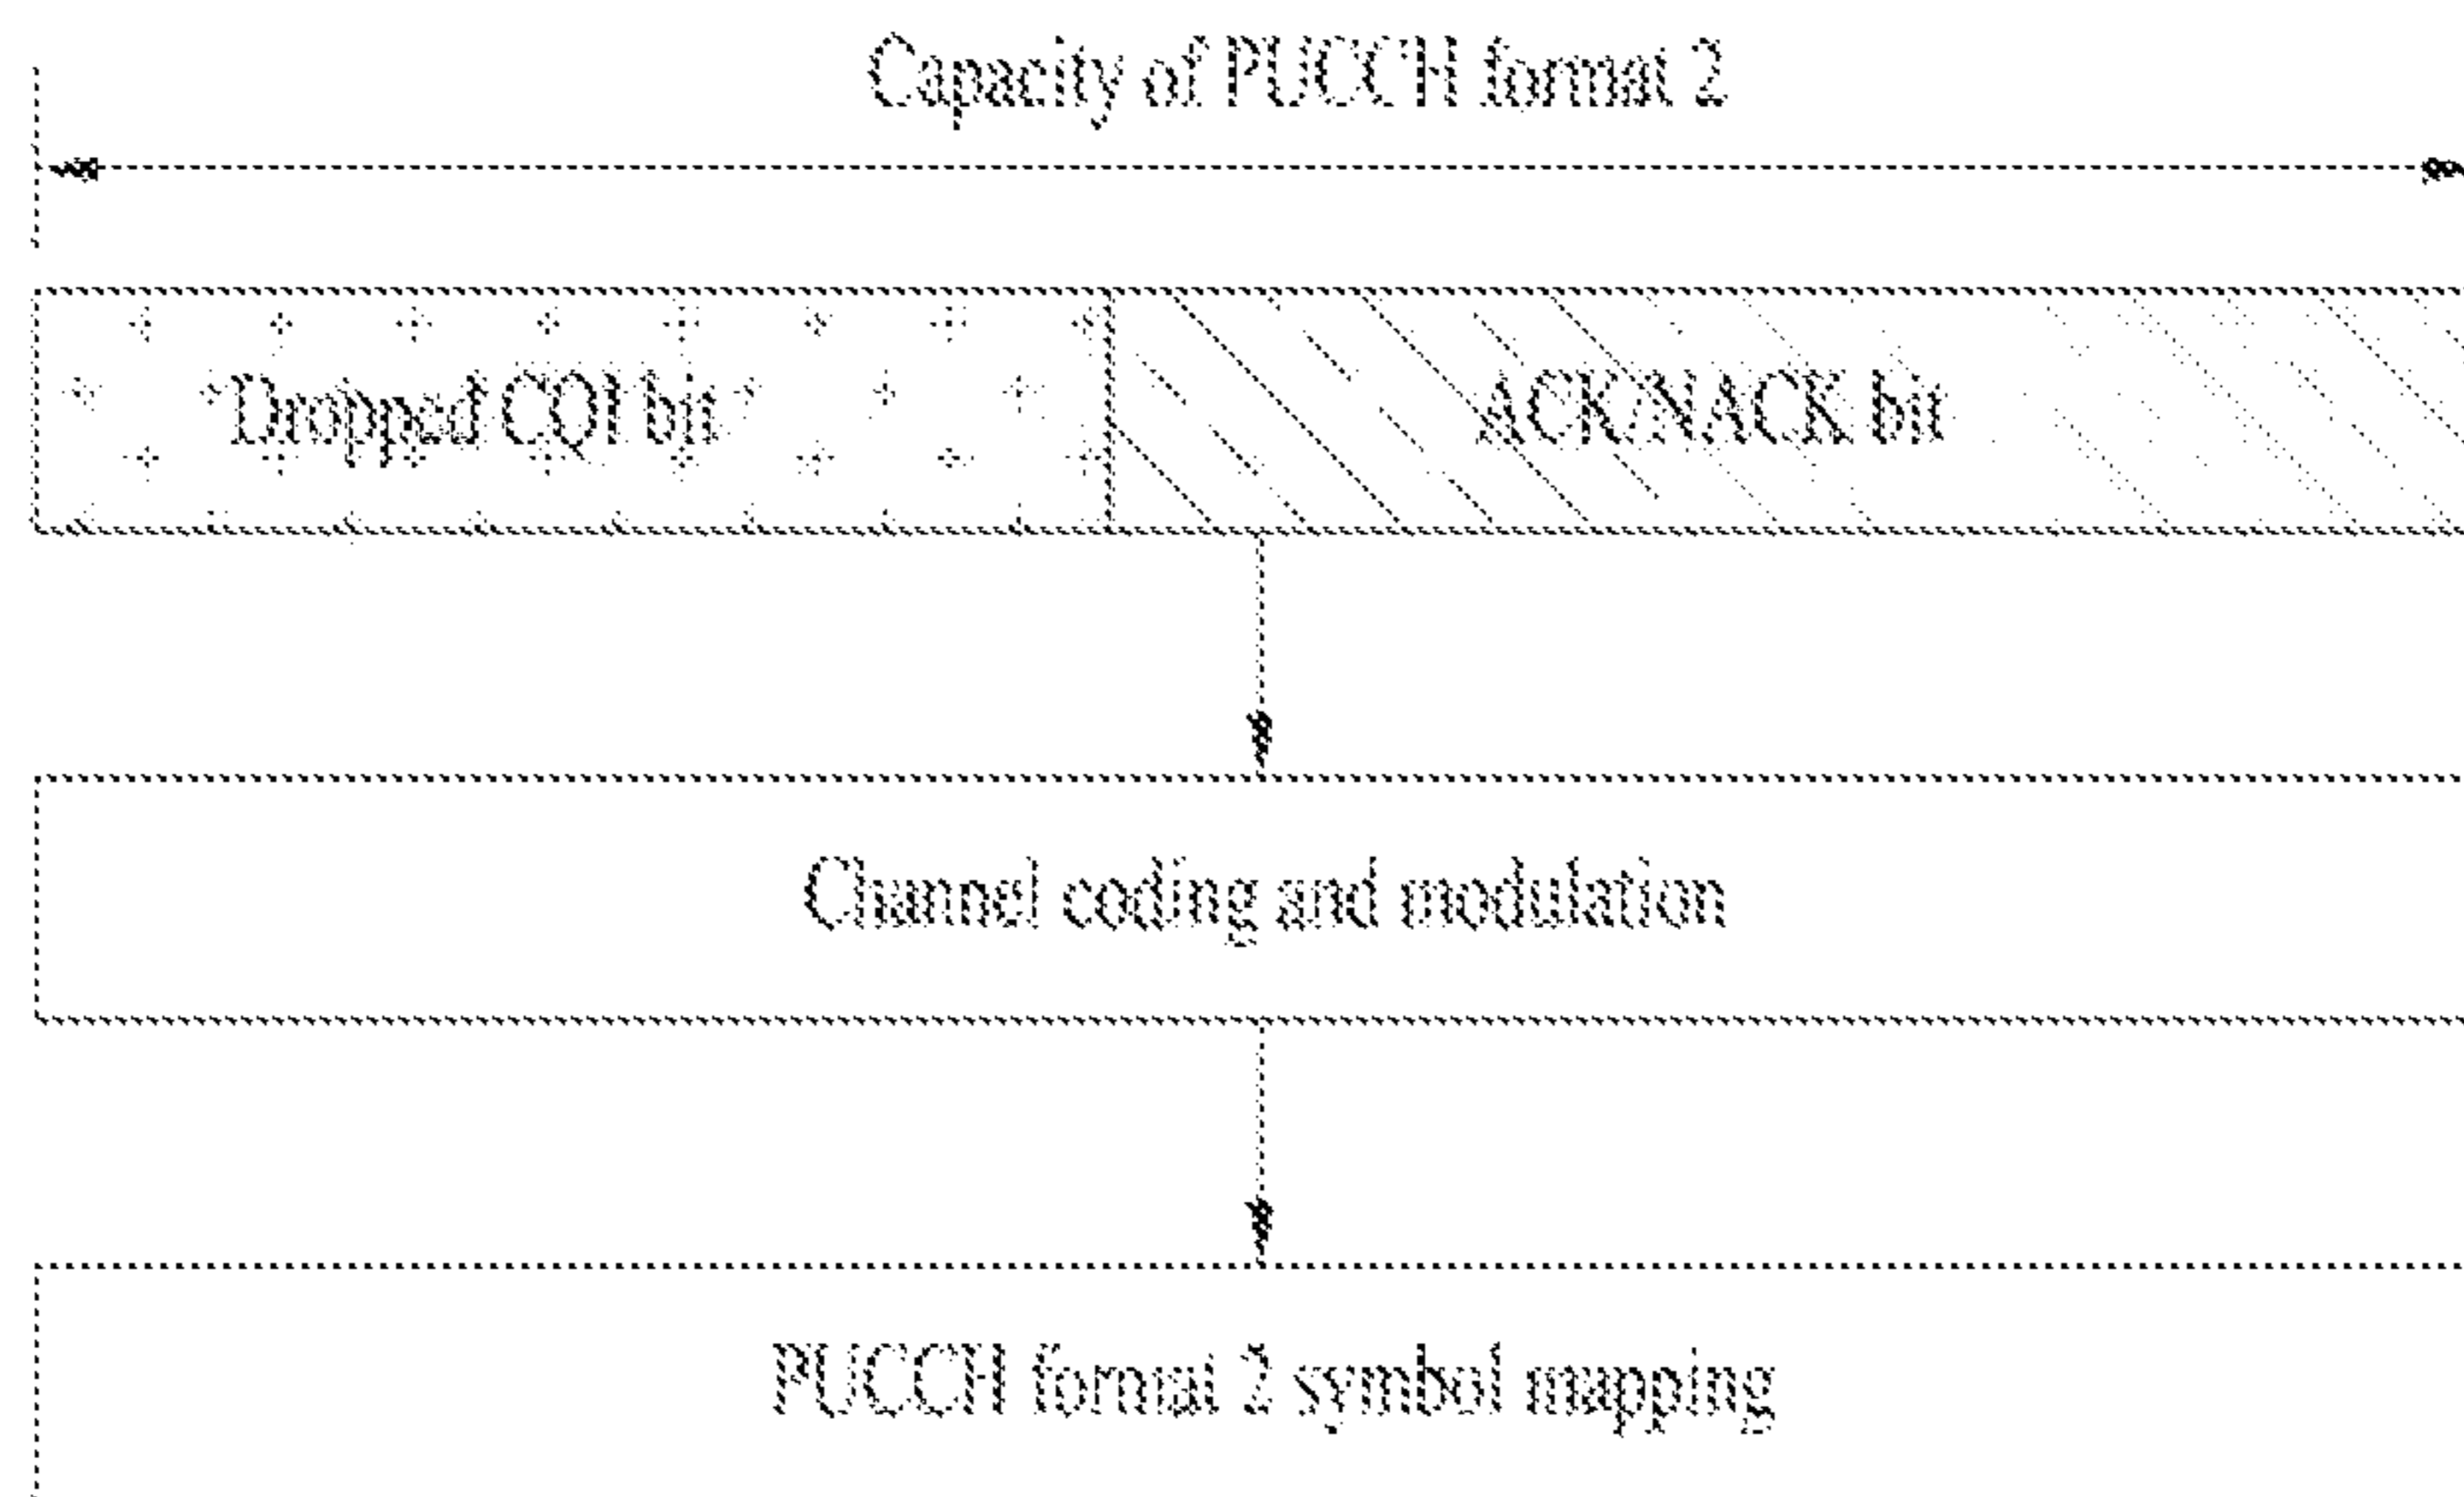 Capacity of PUCCH format 2
Dropped CQI bit
ACK/NACK bit
Channel coding and modulation
PUCCH format 2 symbol mapping